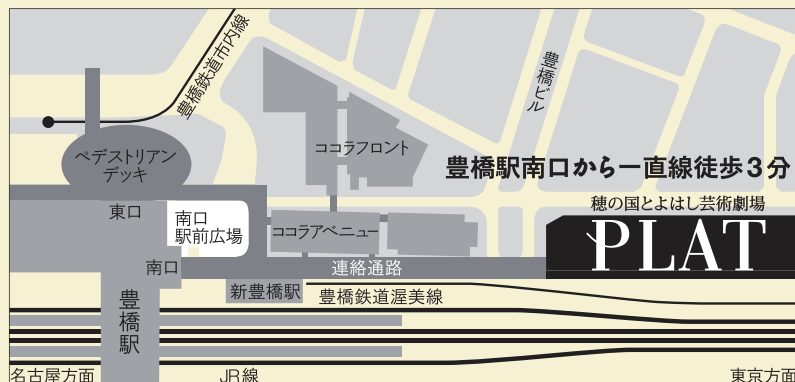 豊橋鉄道市内線
豊橋ビル
ペデストリアン
デッキ
ココラフロント
豊橋駅南口から一直線徒歩3分
穂の国とよはし芸術劇場
PLAT
東口
南口
駅前広場
ココラアベニュー
南口
連絡通路
新豊橋駅
豊橋鉄道渥美線
豊橋駅
名古屋方面
JR線
東京方面